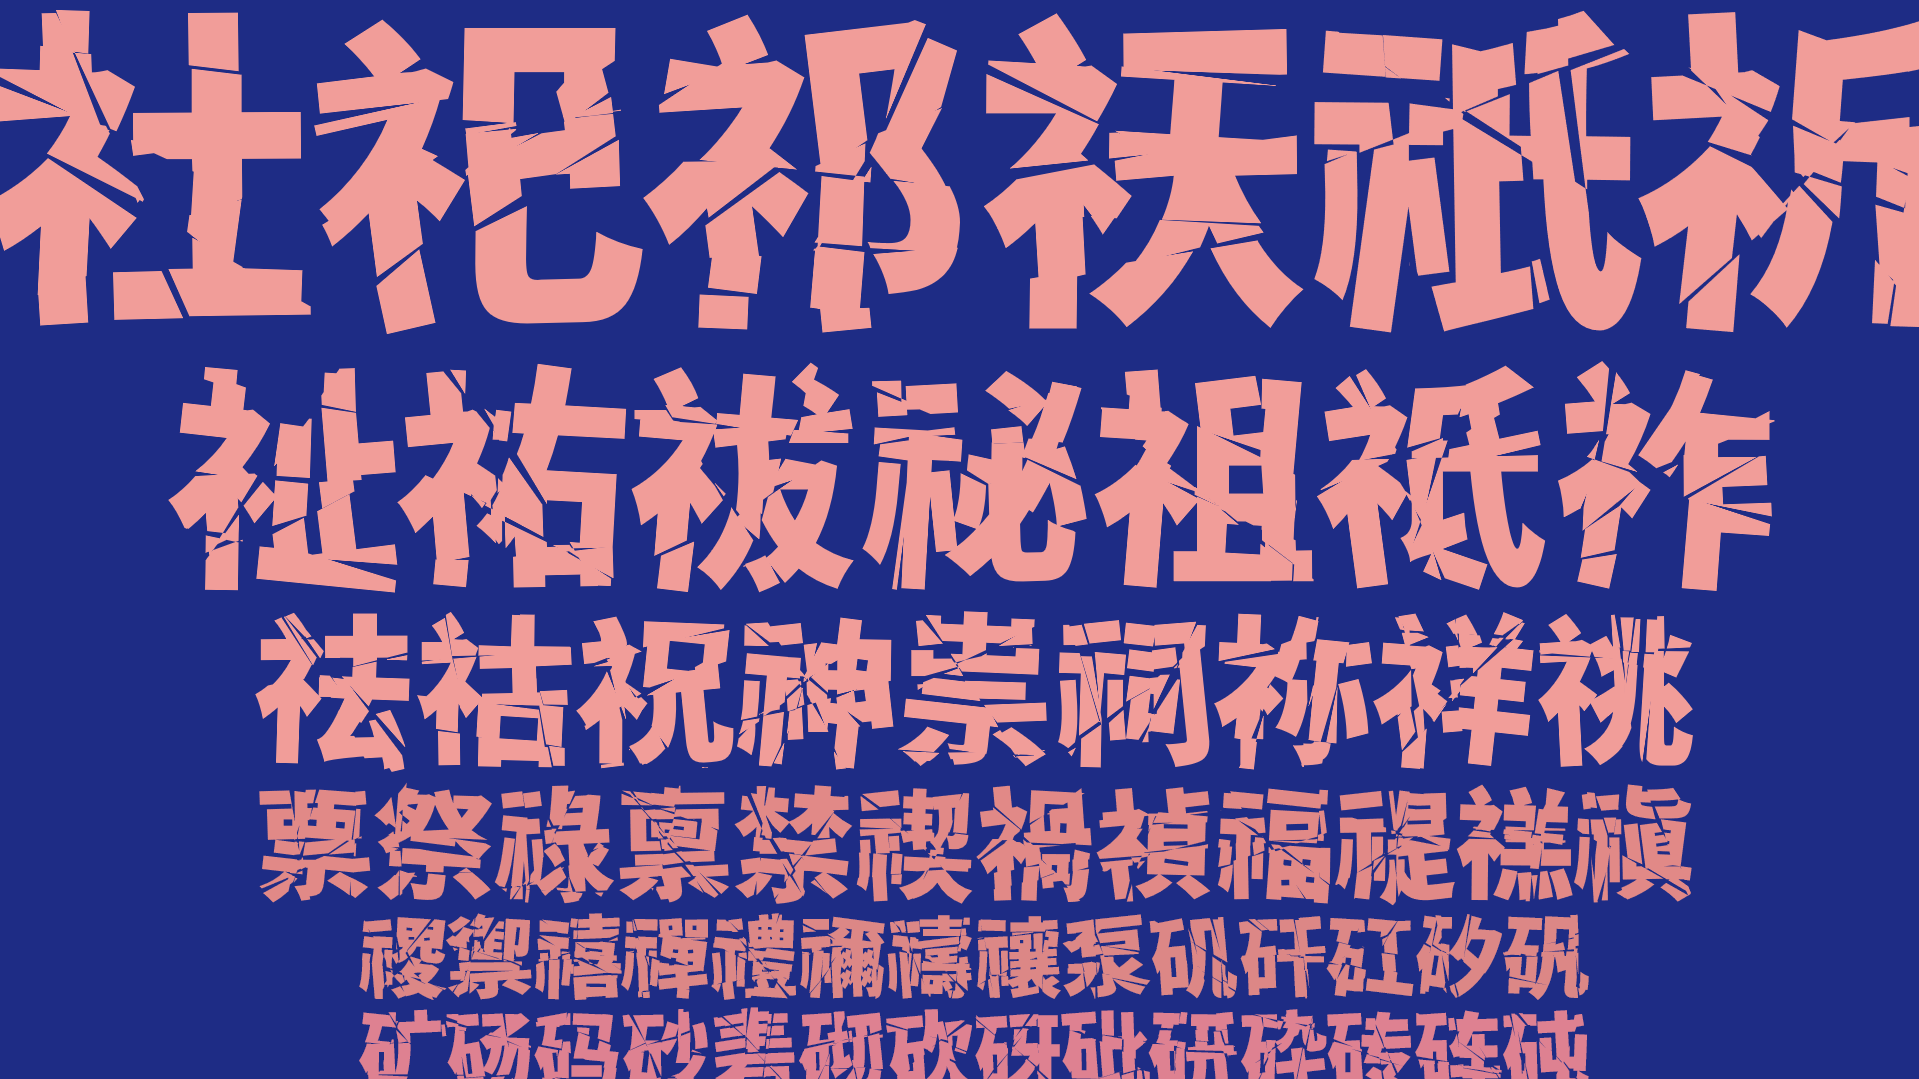 社祀祁祆祇祈
祉祐祓祕祖祗祚
祛祜祝神祟祠祢祥祧
票祭祿禀禁禊禍禎福禔禚禛
禝禦禧禪禮禰禱禳泵矶矸矼矽矾
矿砀码砂砉砌砍砑砒研砕砖砗砘